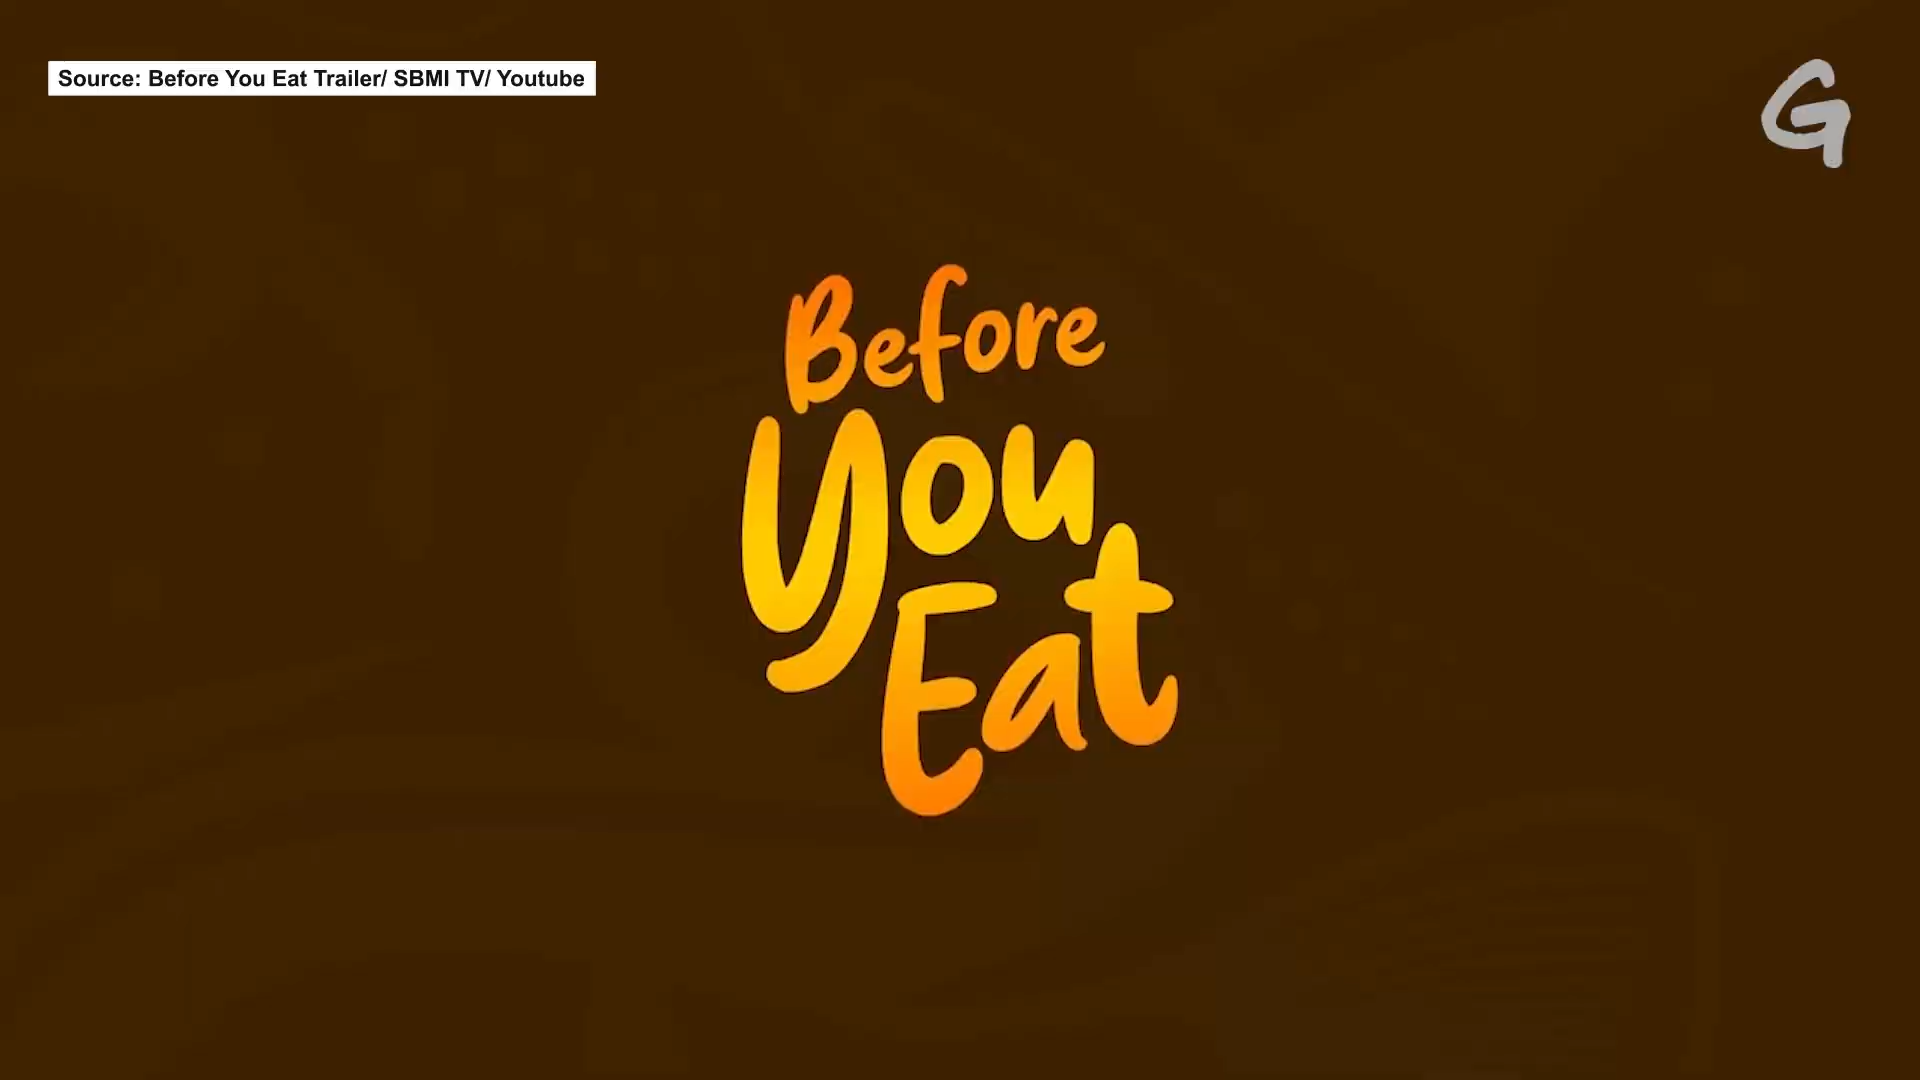 Source: Before You Eat Trailer/ SBMI TV/ Youtube
G
Before
You
Eat